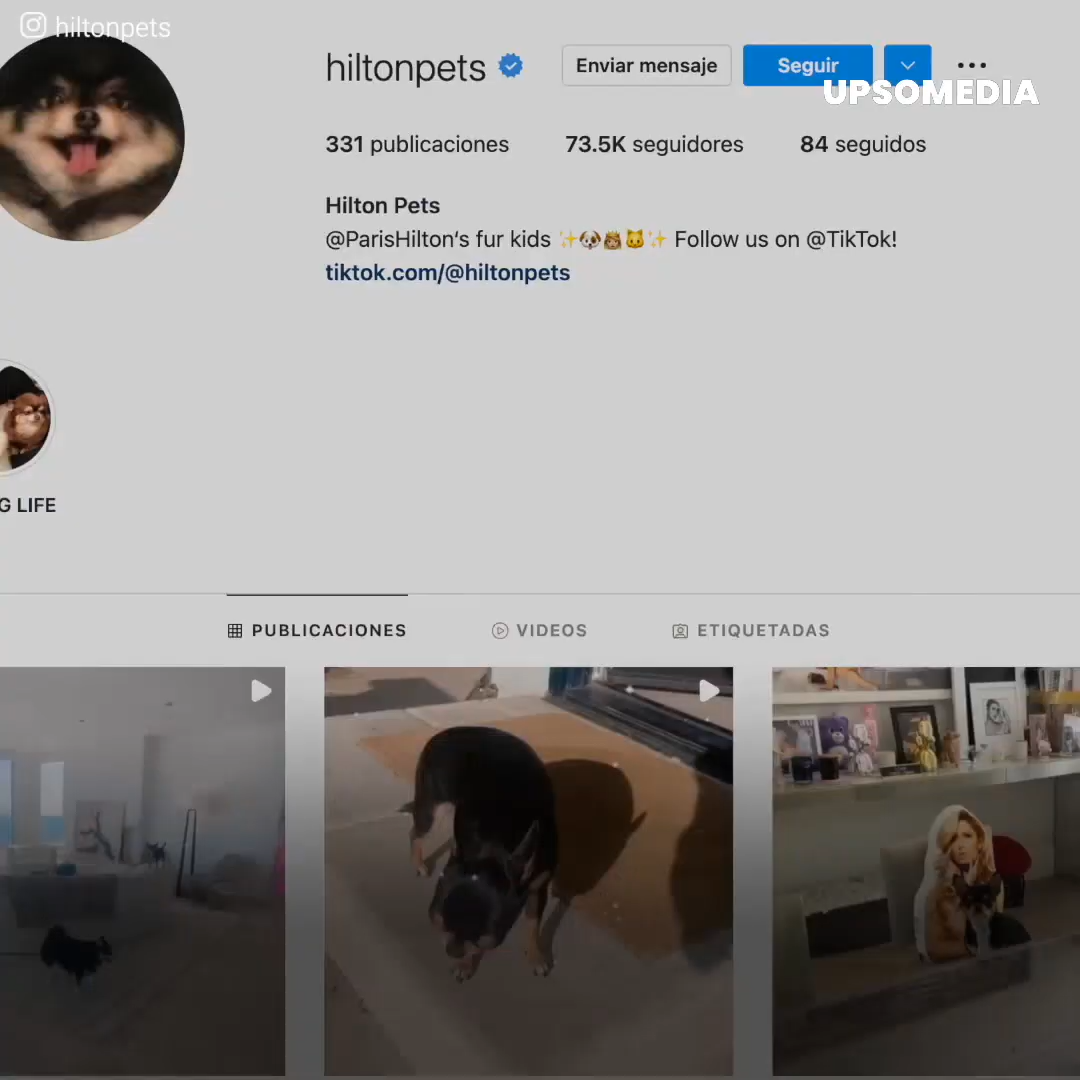 hiltonpets
hiltonpets
Enviar mensaje
Seguir
UPSOMEDIA
331 publicaciones
73.5K seguidores
84 seguidos
Hilton Pets
@ParisHilton's fur kids ✨🐶👸🏼🐱✨ Follow us on @TikTok!
tiktok.com/@hiltonpets
G LIFE
PUBLICACIONES
VIDEOS
ETIQUETADAS